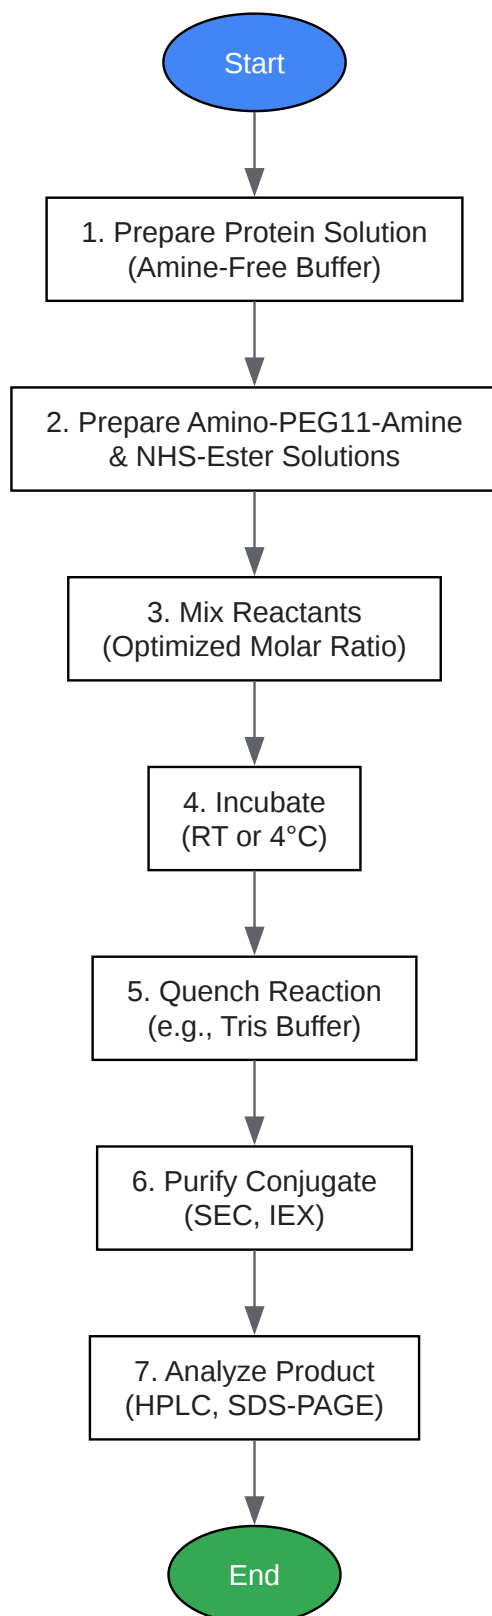 Start
1. Prepare Protein Solution
(Amine-Free Buffer)
2. Prepare Amino-PEG11-Amine
& NHS-Ester Solutions
3. Mix Reactants
(Optimized Molar Ratio)
4. Incubate
(RT or 4°C)
5. Quench Reaction
(e.g., Tris Buffer)
6. Purify Conjugate
(SEC, IEX)
7. Analyze Product
(HPLC, SDS-PAGE)
End